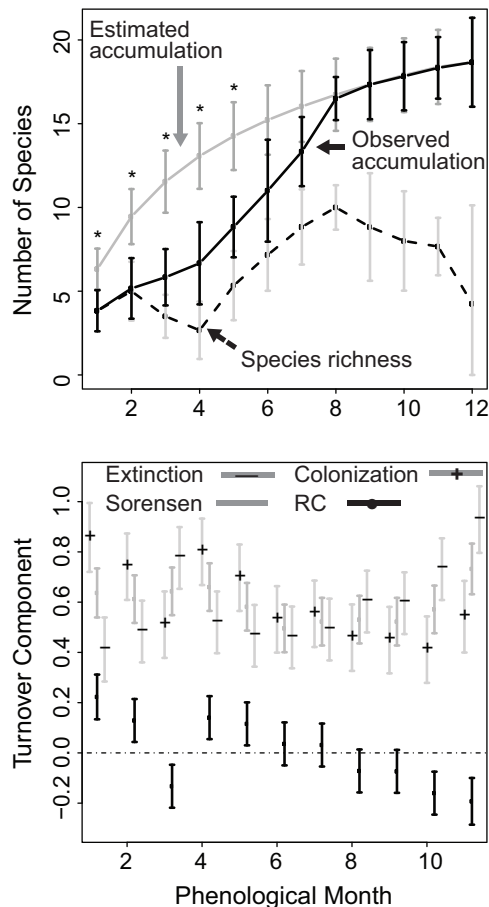 Estimated
accumulation
* * * * *
Observed
accumulation
Species richness
Number of Species
0 5 10 15 20
2 4 6 8 10 12
Extinction Colonization
Sorensen RC
Turnover Component
−0.2 0.0 0.2 0.4 0.6 0.8 1.0
2 4 6 8 10
Phenological Month